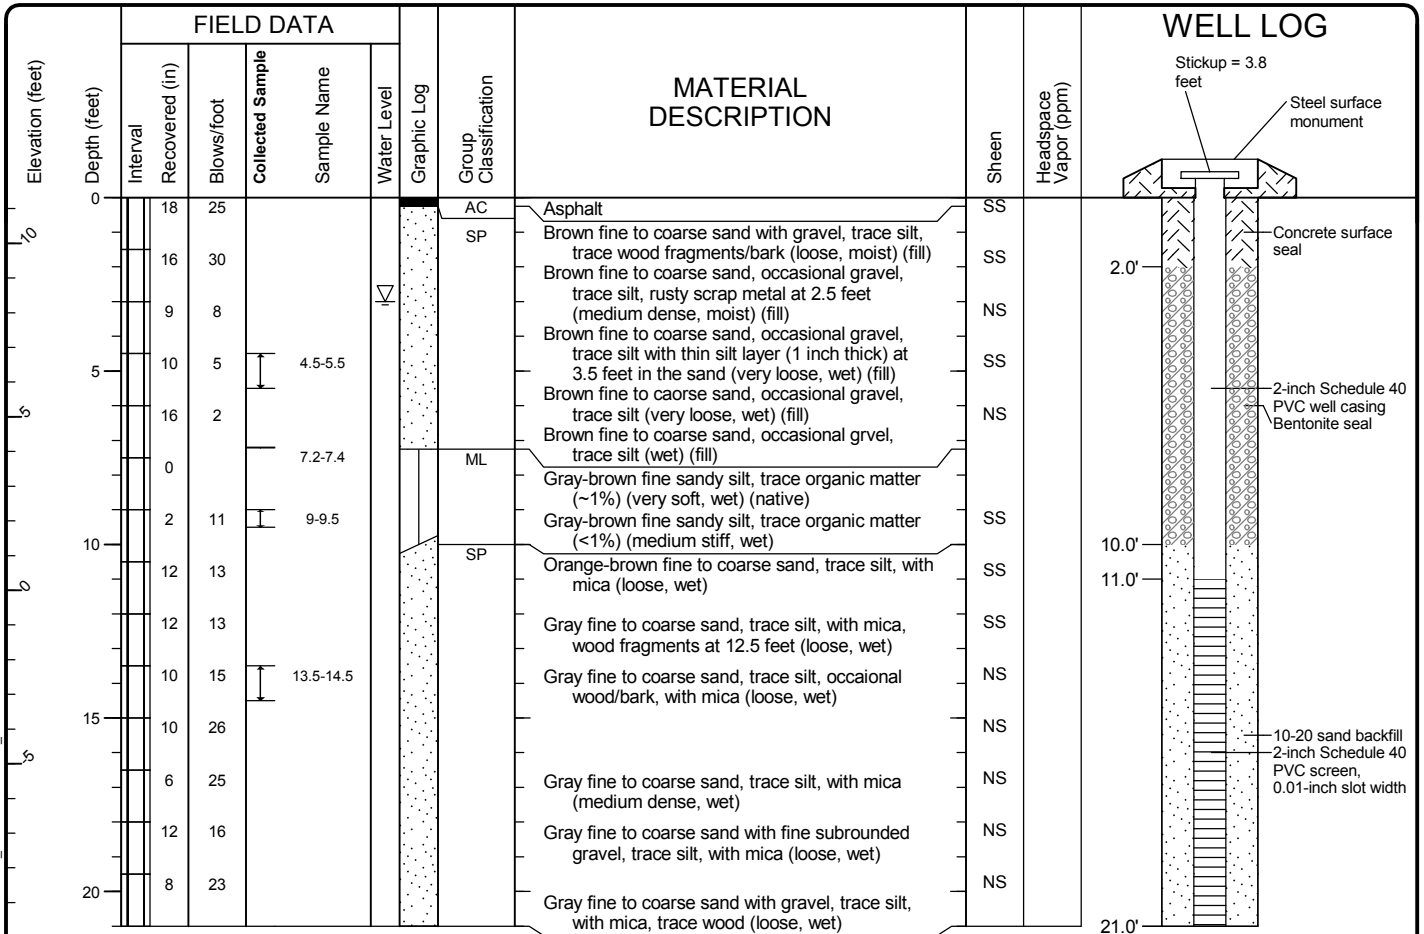 FIELD DATA
WELL LOG
Elevation (feet)
Depth (feet)
Interval
Recovered (in)
Blows/foot
Collected Sample
Sample Name
Water Level
Graphic Log
Group
Classification
MATERIAL
DESCRIPTION
Sheen
Headspace
Vapor (ppm)
Stickup = 3.8
feet
Steel surface
monument
0
18 25
AC
Asphalt
SS
10
SP
Brown fine to coarse sand with gravel, trace silt,
trace wood fragments/bark (loose, moist) (fill)
16 30
SS
Concrete surface
seal
2.0'
Brown fine to coarse sand, occasional gravel,
trace silt, rusty scrap metal at 2.5 feet
(medium dense, moist) (fill)
9 8
NS
Brown fine to coarse sand, occasional gravel,
trace silt with thin silt layer (1 inch thick) at
3.5 feet in the sand (very loose, wet) (fill)
10 5
4.5-5.5
SS
5
Brown fine to caorse sand, occasional gravel,
trace silt (very loose, wet) (fill)
16 2
NS
5
2-inch Schedule 40
PVC well casing
Bentonite seal
Brown fine to coarse sand, occasional grvel,
trace silt (wet) (fill)
7.2-7.4
0
ML
Gray-brown fine sandy silt, trace organic matter
(~1%) (very soft, wet) (native)
2 11
9-9.5
Gray-brown fine sandy silt, trace organic matter
(<1%) (medium stiff, wet)
SS
10
10.0'
SP
Orange-brown fine to coarse sand, trace silt, with
mica (loose, wet)
12 13
SS
11.0'
0
12 13
Gray fine to coarse sand, trace silt, with mica,
wood fragments at 12.5 feet (loose, wet)
SS
10 15
13.5-14.5
Gray fine to coarse sand, trace silt, occaional
wood/bark, with mica (loose, wet)
NS
15
10 26
NS
10-20 sand backfill
2-inch Schedule 40
PVC screen,
0.01-inch slot width
-5
6 25
Gray fine to coarse sand, trace silt, with mica
(medium dense, wet)
NS
12 16
Gray fine to coarse sand with fine subrounded
gravel, trace silt, with mica (loose, wet)
NS
8 23
NS
20
Gray fine to coarse sand with gravel, trace silt,
with mica, trace wood (loose, wet)
21.0'